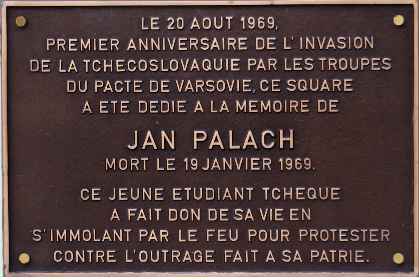 LE 20 AOUT 1969,
PREMIER ANNIVERSAIRE DE L'INVASION
DE LA TCHECOSLOVAQUIE PAR LES TROUPES
DU PACTE DE VARSOVIE, CE SQUARE
A ETE DEDIE A LA MEMOIRE DE
JAN PALACH
MORT LE 19 JANVIER 1969.
CE JEUNE ETUDIANT TCHEQUE
A FAIT DON DE SA VIE EN
S'IMMOLANT PAR LE FEU POUR PROTESTER
CONTRE L'OUTRAGE FAIT A SA PATRIE.